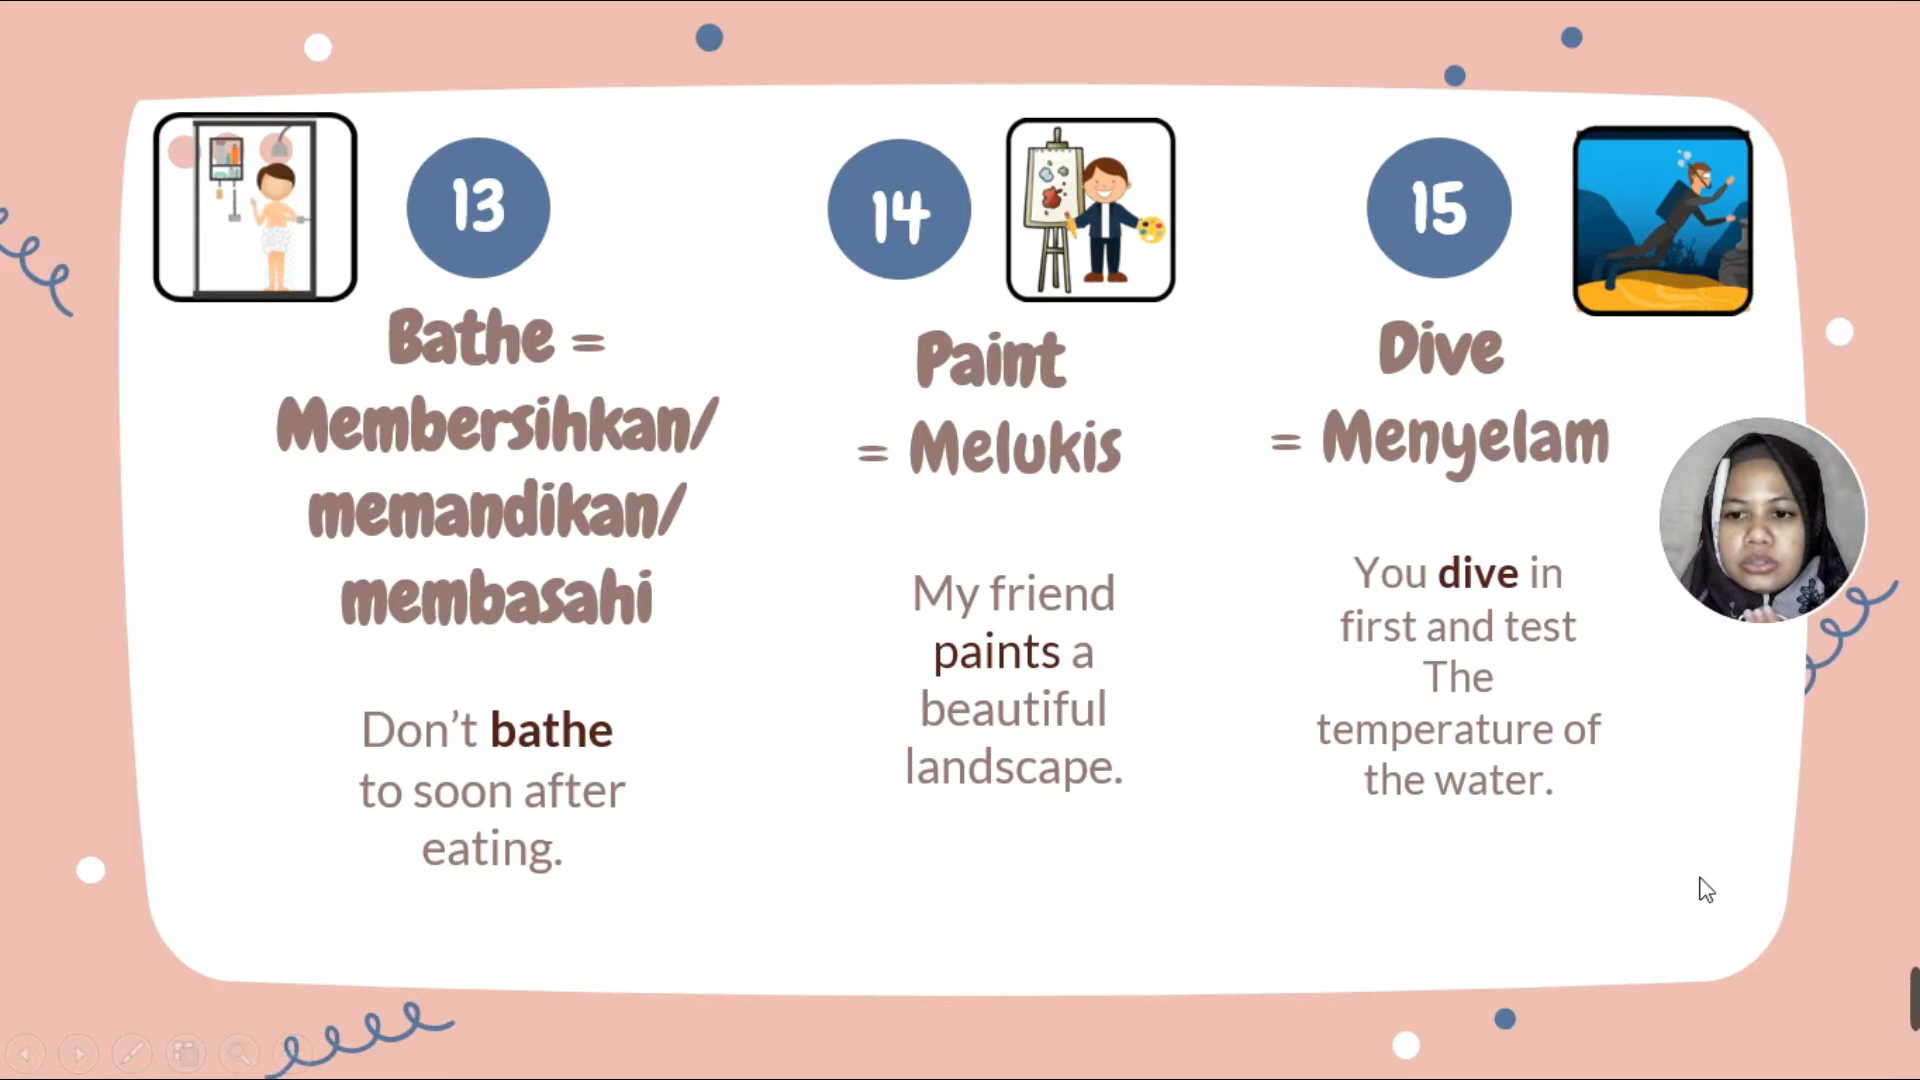 13
Bathe =
Membersihkan/
memandikan/
membasahi
Don't bathe
to soon after
eating.
14
Paint
= Melukis
My friend
paints a
beautiful
landscape.
15
Dive
= Menyelam
You dive in
first and test
The
temperature of
the water.